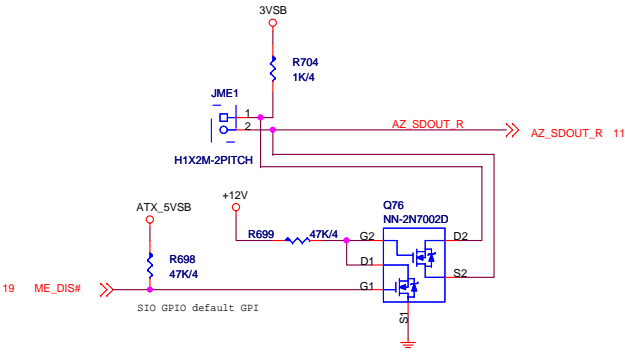 3VSB
R704
1K/4
JME1
1
2
AZ_SDOUT_R
AZ_SDOUT_R 11
H1X2M-2PITCH
+12V
ATX_5VSB
R699 47K/4
Q76
NN-2N7002D
G2
D2
D1
S2
G1
S1
R698
47K/4
19 ME_DIS#
SIO GPIO default GPI